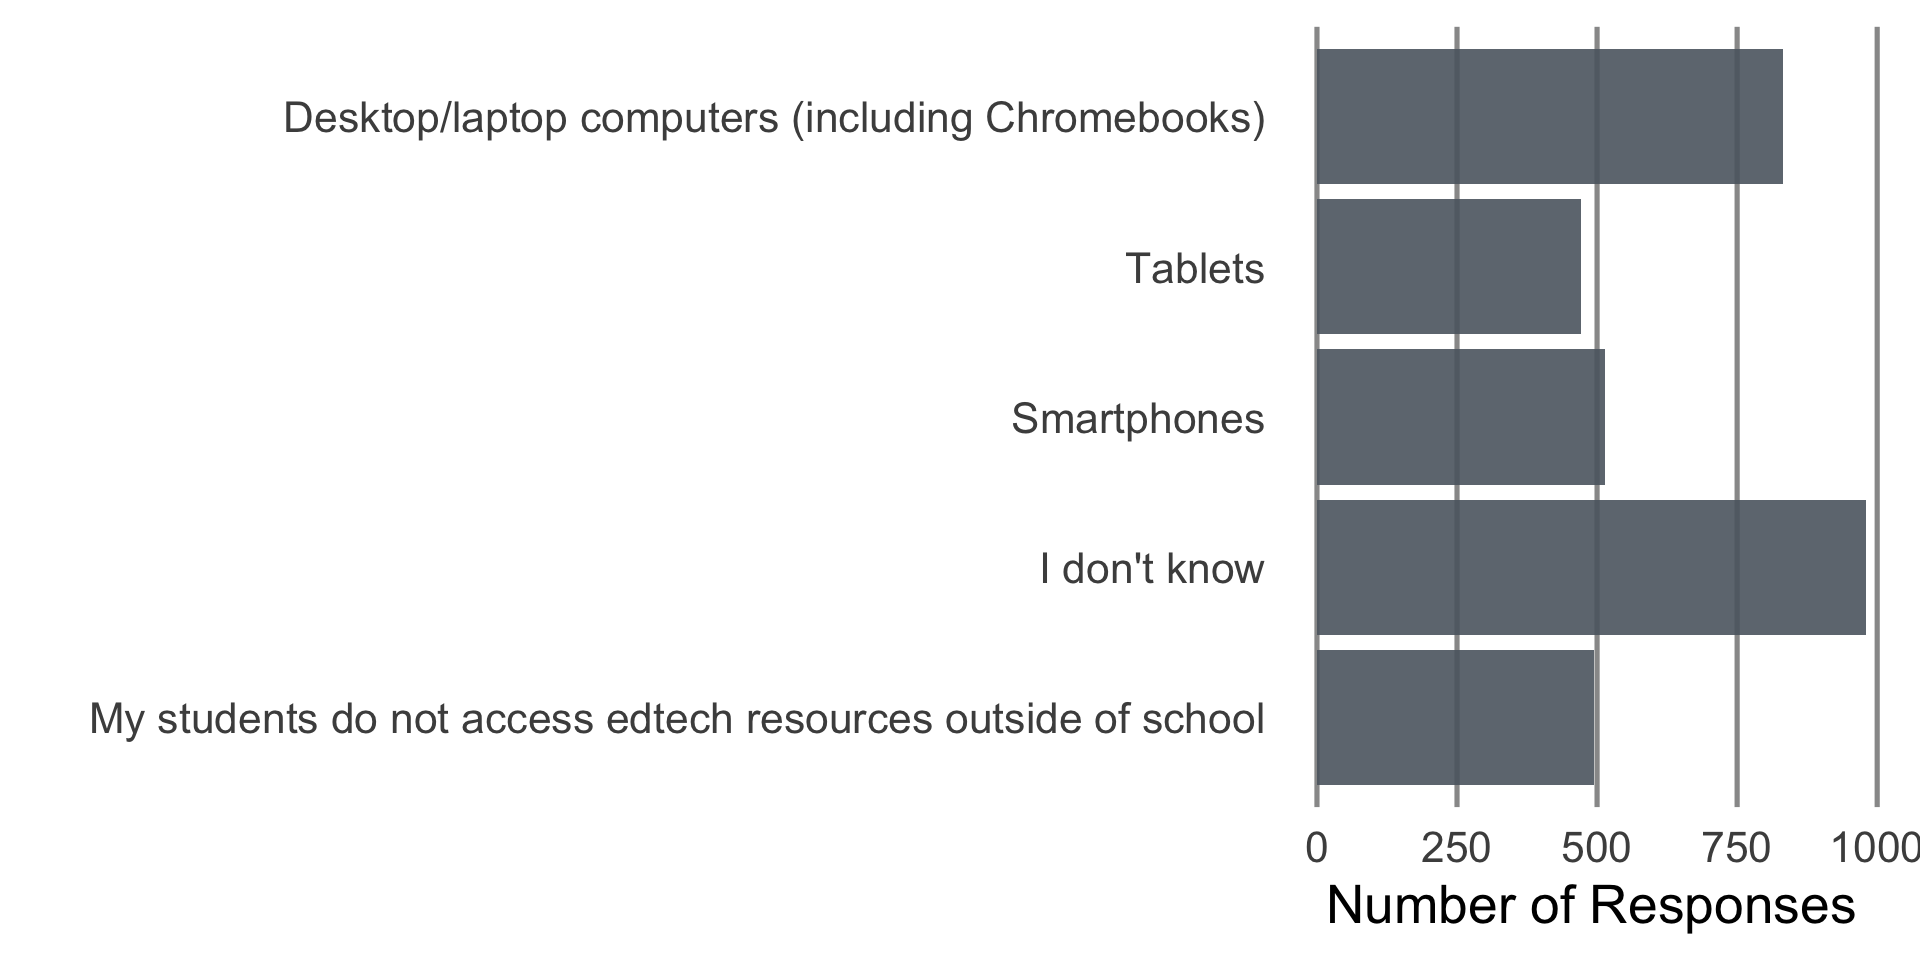 Desktop/laptop computers (including Chromebooks)
Tablets
Smartphones
I don't know
My students do not access edtech resources outside of school
0 250 500 750 1000
Number of Responses